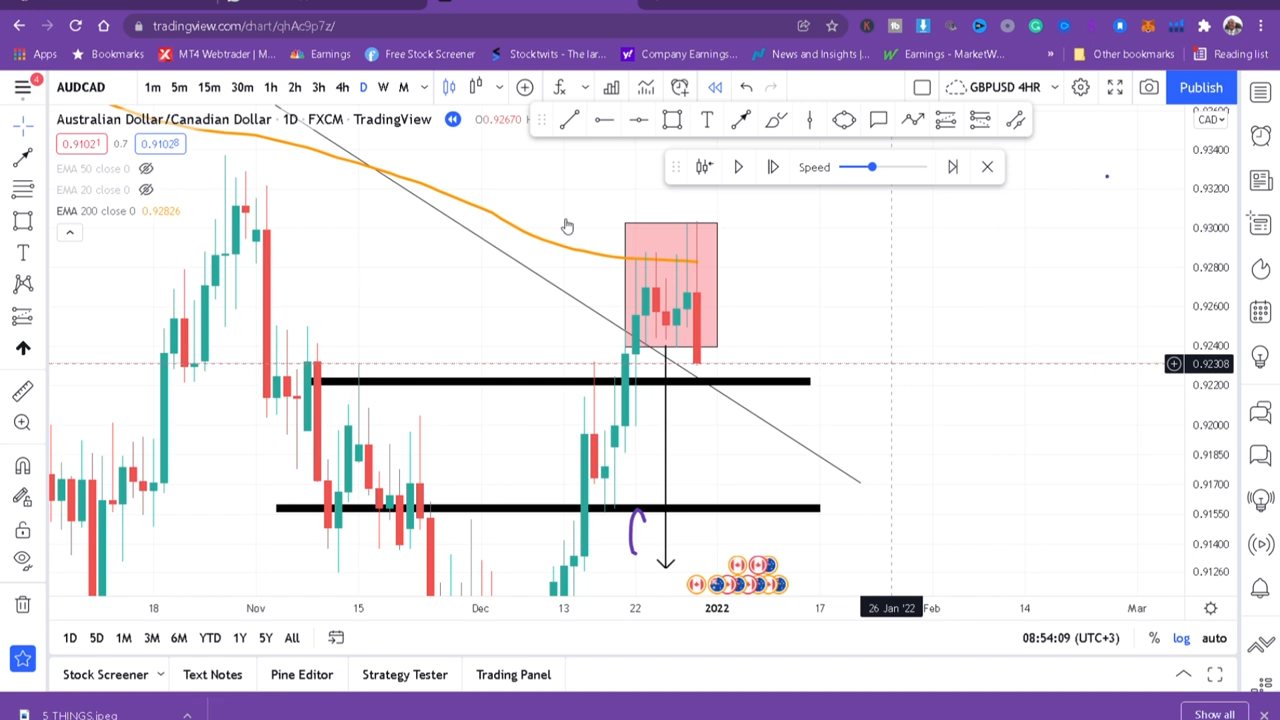 tradingview.com/chart/qhAc9p7z/
Apps Bookmarks MT4 Webtrader | M... Earnings Free Stock Screener Stocktwits - The lar... Company Earnings... News and Insights |... Earnings - MarketW... » Other bookmarks Reading list
4
AUDCAD 1m 5m 15m 30m 1h 2h 3h 4h D W M GBPUSD 4HR Publish
Australian Dollar/Canadian Dollar · 1D · FXCM · TradingView O0.92670
CAD
0.91021 0.7 0.91028
EMA 50 close 0
EMA 20 close 0
EMA 200 close 0 0.92826
Speed
0.93400
0.93200
0.93000
0.92800
0.92600
0.92400
0.92308
0.92200
0.92000
0.91850
0.91700
0.91550
0.91400
0.91260
18 Nov 15 Dec 13 22 2022 17 26 Jan '22 Feb 14 Mar
1D 5D 1M 3M 6M YTD 1Y 5Y All 08:54:09 (UTC+3) % log auto
Stock Screener Text Notes Pine Editor Strategy Tester Trading Panel
5 THINGS.jpeg Show all